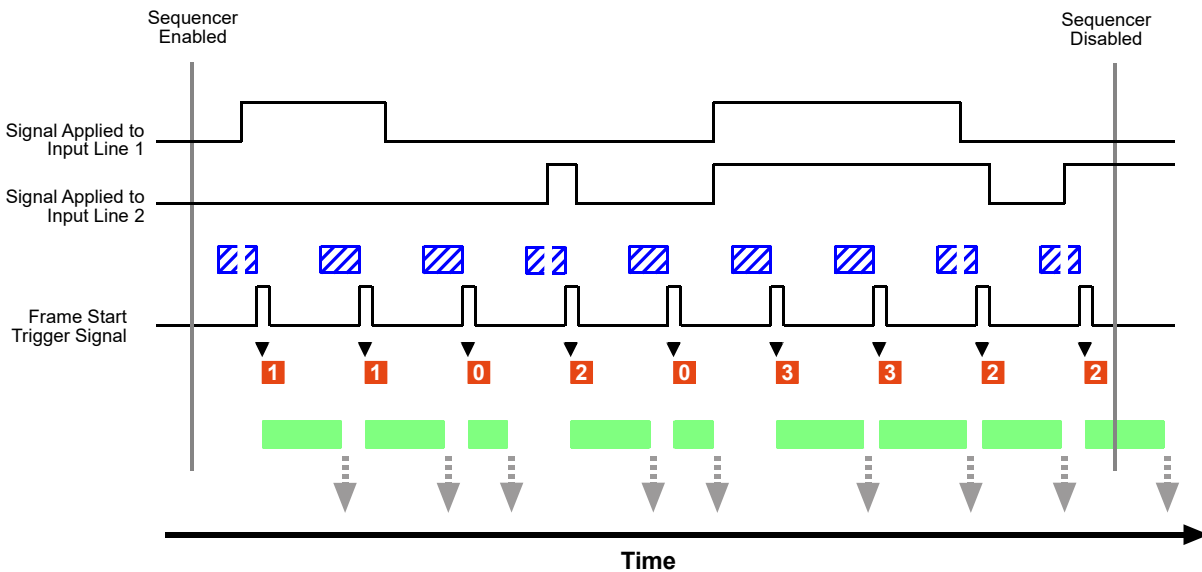 Sequencer
Enabled
Sequencer
Disabled
Signal Applied to
Input Line 1
Signal Applied to
Input Line 2
Frame Start
Trigger Signal
1 1 0 2 0 3 3 2 2
Time